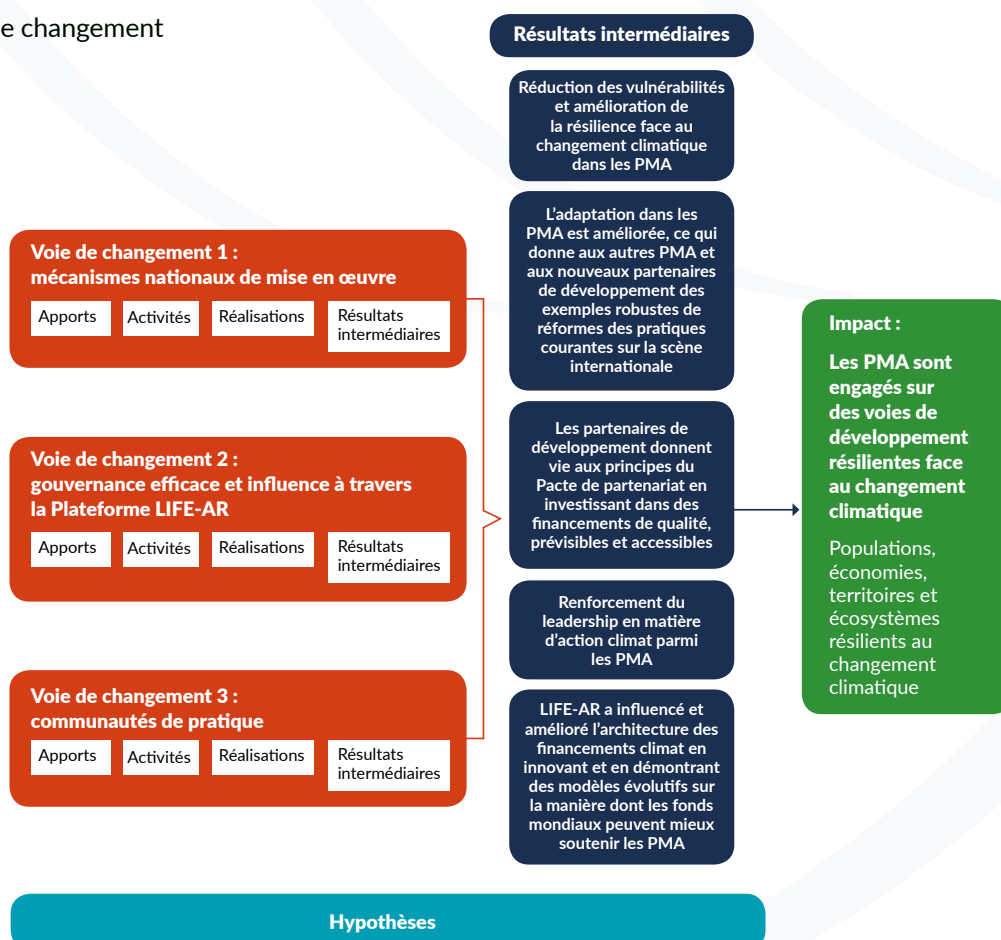 e changement
Résultats intermédiaires
Réduction des vulnérabilités
et amélioration de
la résilience face au
changement climatique
dans les PMA
L'adaptation dans les
PMA est améliorée, ce qui
donne aux autres PMA et
aux nouveaux partenaires
de développement des
exemples robustes de
réformes des pratiques
courantes sur la scène
internationale
Les partenaires de
développement donnent
vie aux principes du
Pacte de partenariat en
investissant dans des
financements de qualité,
prévisibles et accessibles
Renforcement du
leadership en matière
d'action climat parmi
les PMA
LIFE-AR a influencé et
amélioré l'architecture des
financements climat en
innovant et en démontrant
des modèles évolutifs sur
la manière dont les fonds
mondiaux peuvent mieux
soutenir les PMA
Voie de changement 1 :
mécanismes nationaux de mise en œuvre
Apports
Activités
Réalisations
Résultats
intermédiaires
Voie de changement 2 :
gouvernance efficace et influence à travers
la Plateforme LIFE-AR
Apports
Activités
Réalisations
Résultats
intermédiaires
Voie de changement 3 :
communautés de pratique
Apports
Activités
Réalisations
Résultats
intermédiaires
Impact :
Les PMA sont
engagés sur
des voies de
développement
résilientes face
au changement
climatique
Populations,
économies,
territoires et
écosystèmes
résilients au
changement
climatique
Hypothèses